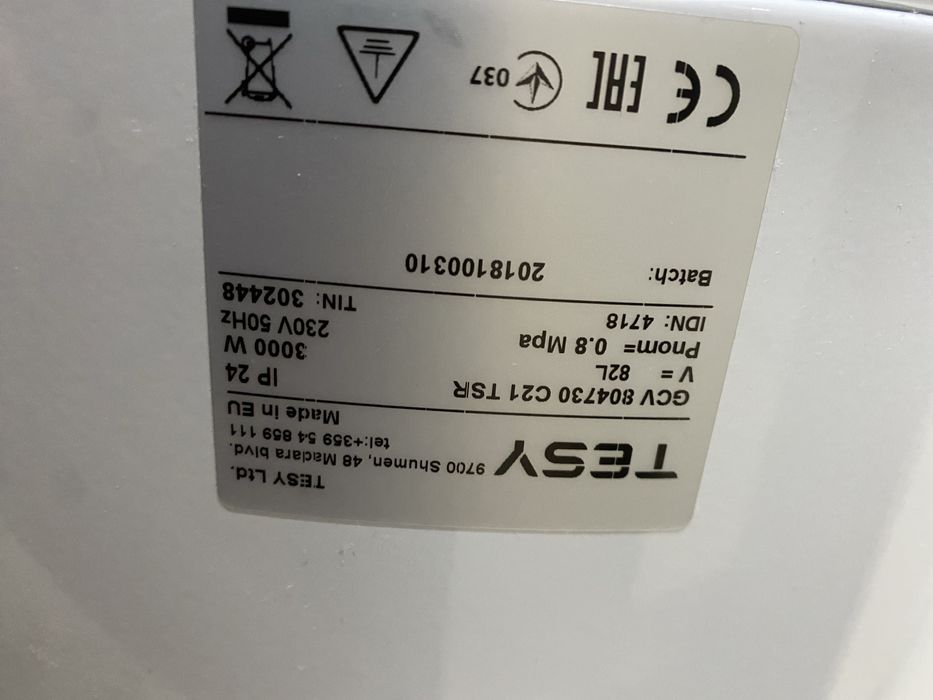 TESY
TESY Ltd.
9700 Shumen, 48 Madara blvd.
tel:+359 54 859 111
Made in EU
GCV 804730 C21 TSR IP 24
V = 82L 3000 W
Pnom= 0.8 Mpa 230V 50Hz
IDN: 4718 TIN: 302448
Batch: 2018100310
CE EAC 037